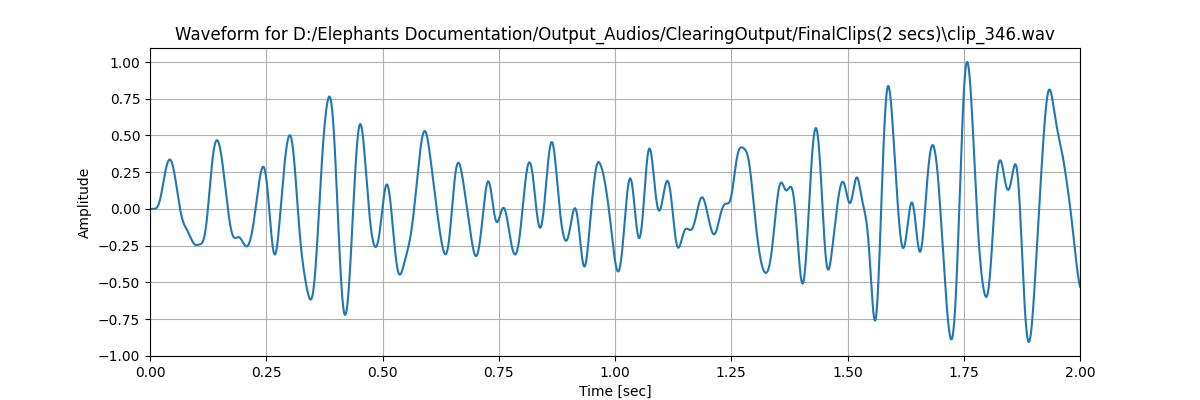 Waveform for D:/Elephants Documentation/Output_Audios/ClearingOutput/FinalClips(2 secs)\clip_346.wav
1.00
0.75
0.50
0.25
0.00
−0.25
−0.50
−0.75
−1.00
Amplitude
0.00 0.25 0.50 0.75 1.00 1.25 1.50 1.75 2.00
Time [sec]